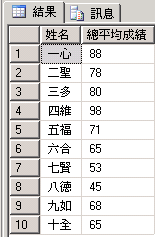 結果 訊息
姓名 總平均成績
1 一心 88
2 二聖 78
3 三多 80
4 四維 98
5 五福 71
6 六合 65
7 七賢 53
8 八德 45
9 九如 68
10 十全 65